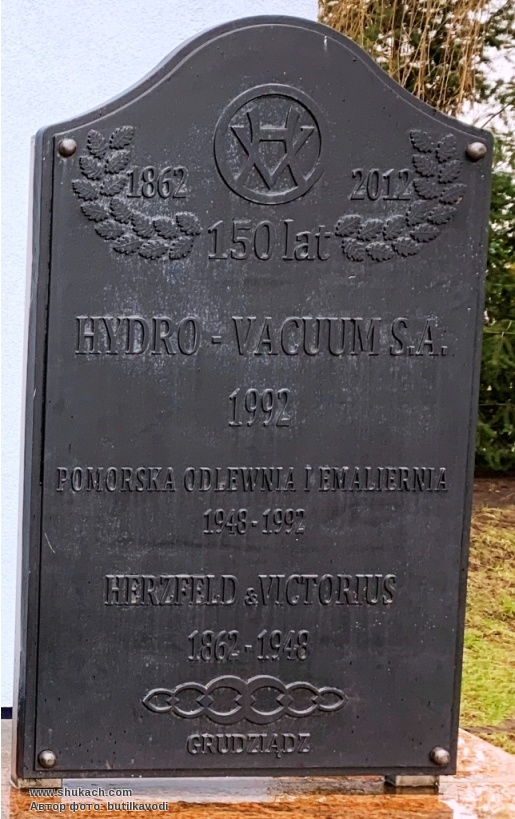 HV
1862 2012
150 lat
HYDRO - VACUUM S.A.
1992
POMORSKA ODLEWNIA I EMALIERNIA
1948-1992
HERZFELD & VICTORIUS
1862-1948
GRUDZIĄDZ
www.shukach.com
Автор фото: butilkavodi